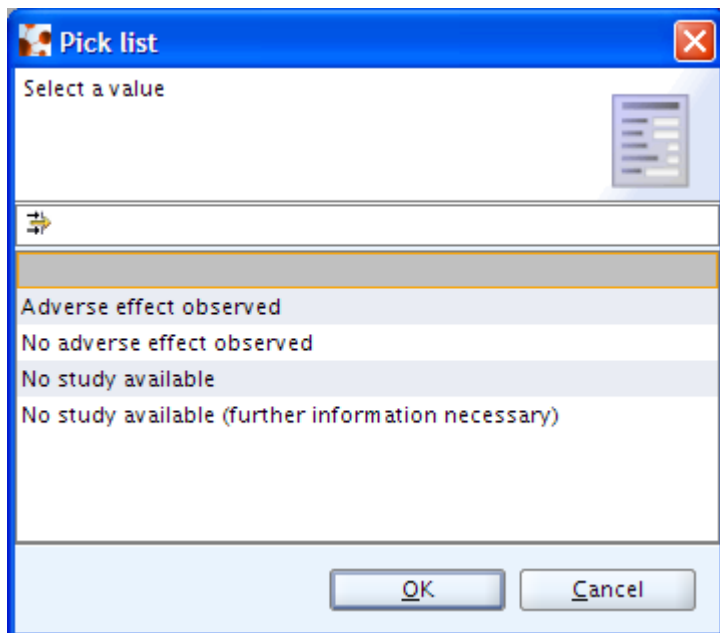 Pick list
Select a value
Adverse effect observed
No adverse effect observed
No study available
No study available (further information necessary)
OK
Cancel